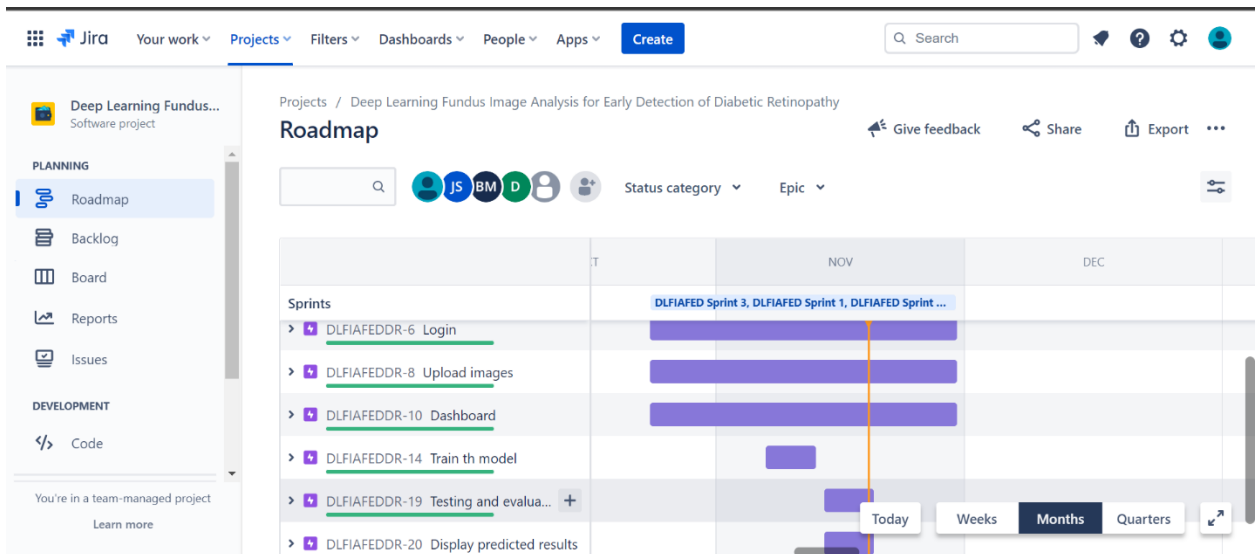 Jira Your work Projects Filters Dashboards People Apps Create Search
Deep Learning Fundus...
Software project
PLANNING
Roadmap
Backlog
Board
Reports
Issues
DEVELOPMENT
Code
You're in a team-managed project
Learn more
Projects / Deep Learning Fundus Image Analysis for Early Detection of Diabetic Retinopathy
Roadmap
Give feedback Share Export
JS BM D Status category Epic
CT NOV DEC
Sprints DLFIAFED Sprint 3, DLFIAFED Sprint 1, DLFIAFED Sprint ...
DLFIAFEDDR-6 Login
DLFIAFEDDR-8 Upload images
DLFIAFEDDR-10 Dashboard
DLFIAFEDDR-14 Train th model
DLFIAFEDDR-19 Testing and evalua...
DLFIAFEDDR-20 Display predicted results
Today Weeks Months Quarters